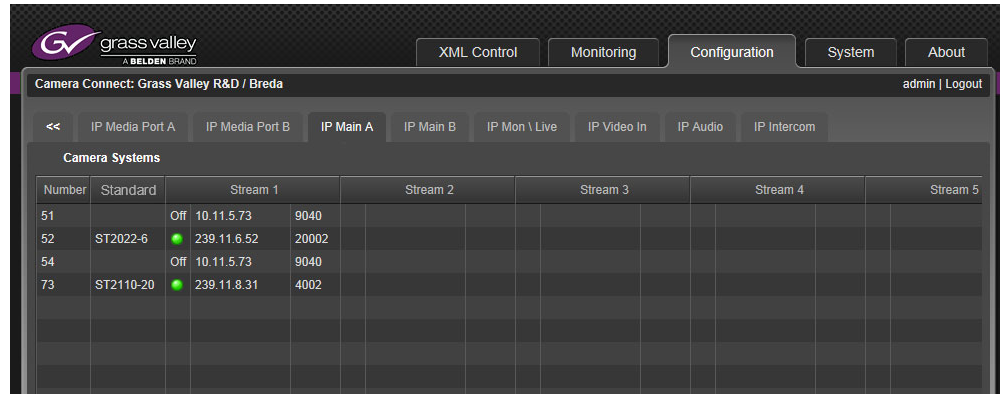 GV grassvalley
A BELDEN BRAND
XML Control Monitoring Configuration System About
Camera Connect: Grass Valley R&D / Breda admin | Logout
<< IP Media Port A IP Media Port B IP Main A IP Main B IP Mon \ Live IP Video In IP Audio IP Intercom
Camera Systems
Number Standard Stream 1 Stream 2 Stream 3 Stream 4 Stream 5
51 Off 10.11.5.73 9040
52 ST2022-6 239.11.6.52 20002
54 Off 10.11.5.73 9040
73 ST2110-20 239.11.8.31 4002